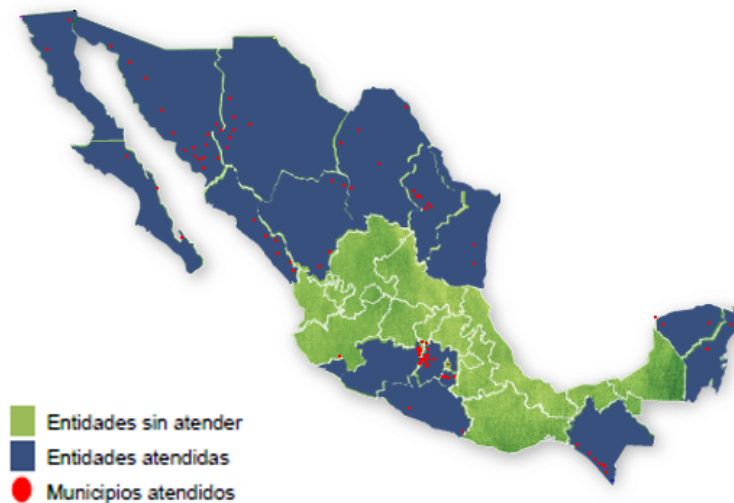 Entidades sin atender
Entidades atendidas
Municipios atendidos